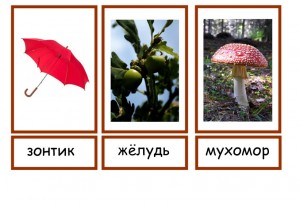 зонтик
жёлудь
мухомор